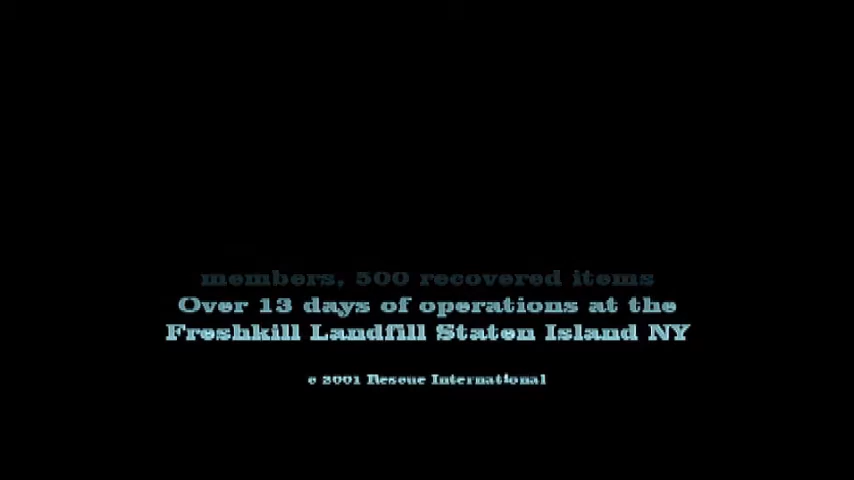 members, 500 recovered items
Over 13 days of operations at the
Freshkill Landfill Staten Island NY
c 2001 Rescue International